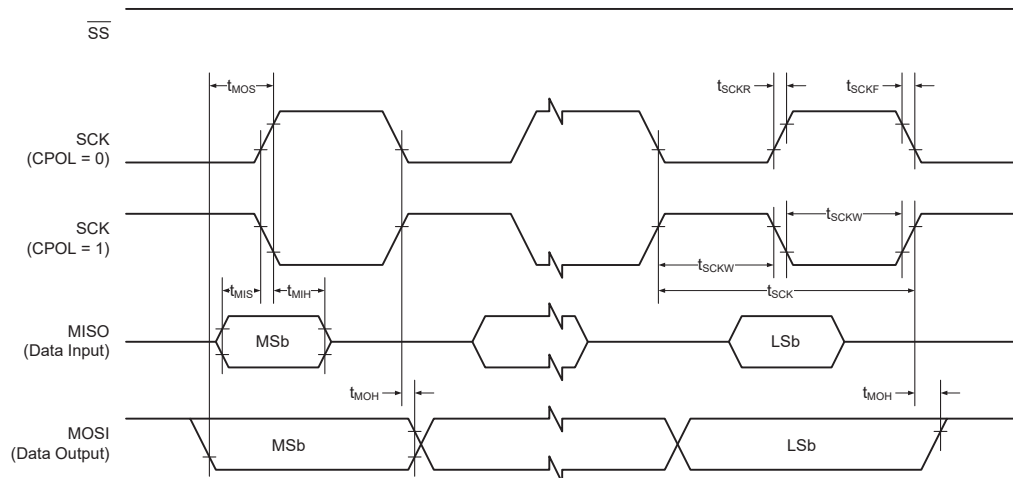 SS
tMOS
tSCKR
tSCKF
SCK
(CPOL = 0)
SCK
(CPOL = 1)
tSCKW
tSCKW
tSCK
tMIS
tMIH
MISO
(Data Input)
MSb
LSb
tMOH
tMOH
MOSI
(Data Output)
MSb
LSb